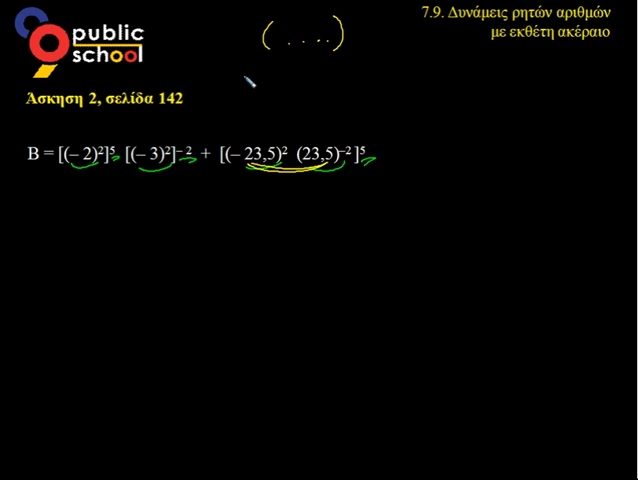 9 public school
7.9. Δυνάμεις ρητών αριθμών
με εκθέτη ακέραιο
( . . . . )
Άσκηση 2, σελίδα 142
Β = [(– 2)²]⁵ [(– 3)²]⁻² + [(– 23,5)² (23,5)⁻² ]⁵